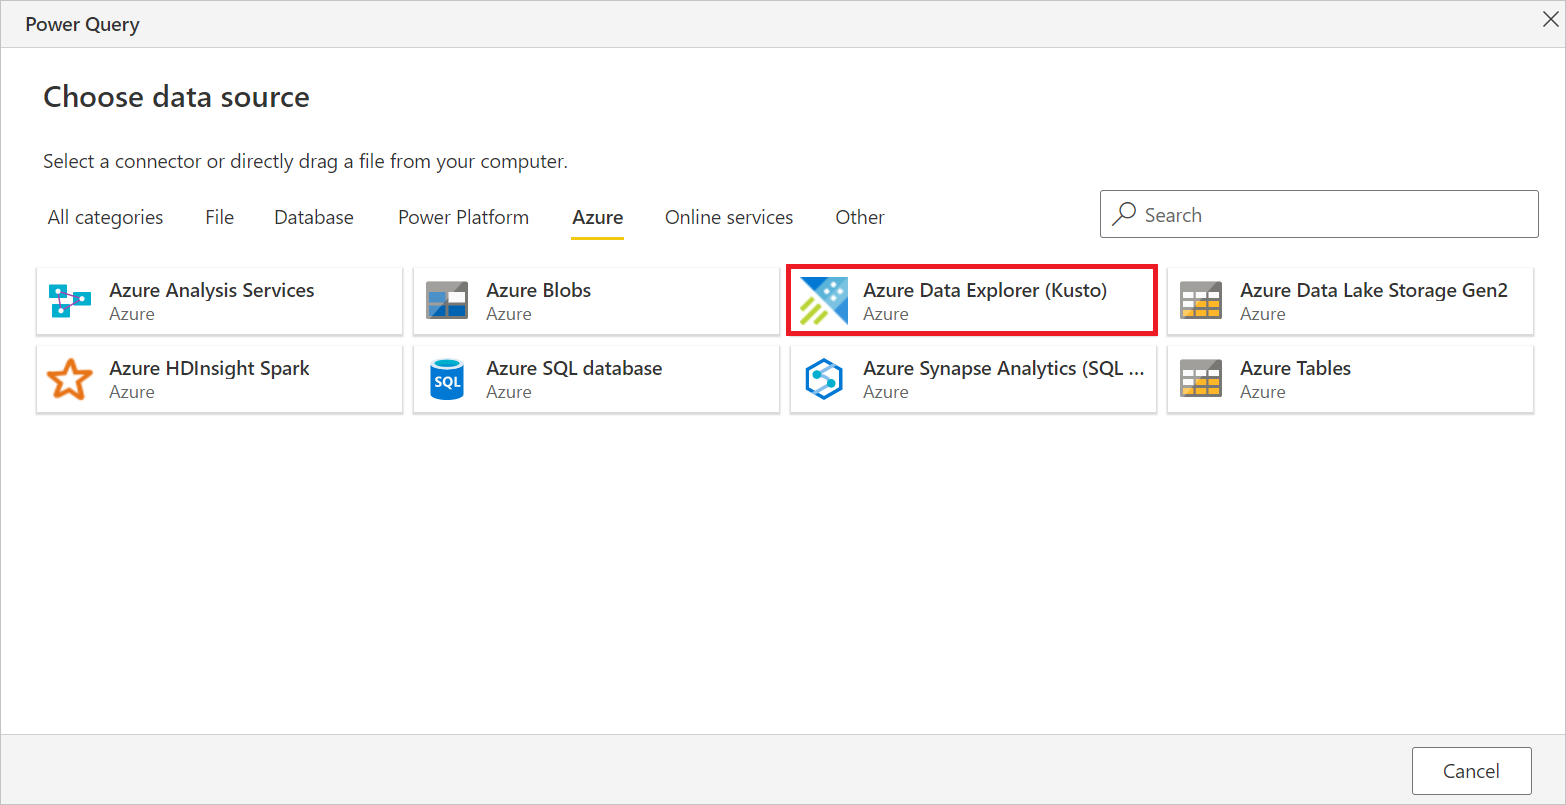 Power Query
Choose data source
Select a connector or directly drag a file from your computer.
All categories File Database Power Platform Azure Online services Other Search
Azure Analysis Services
Azure
Azure Blobs
Azure
Azure Data Explorer (Kusto)
Azure
Azure Data Lake Storage Gen2
Azure
Azure HDInsight Spark
Azure
SQL
Azure SQL database
Azure
Azure Synapse Analytics (SQL ...
Azure
Azure Tables
Azure
Cancel